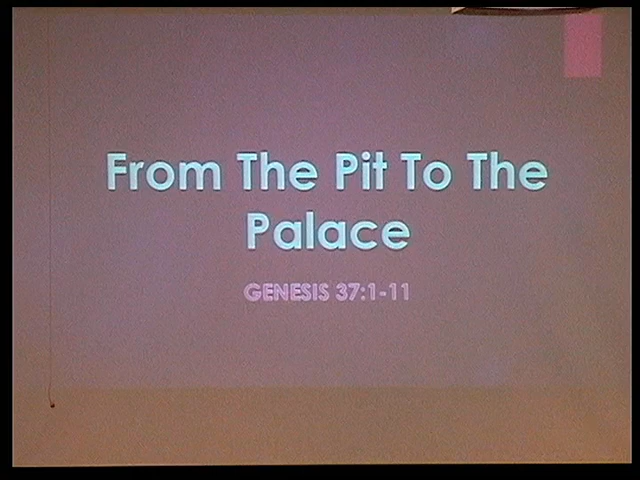 From The Pit To The
Palace
GENESIS 37:1-11